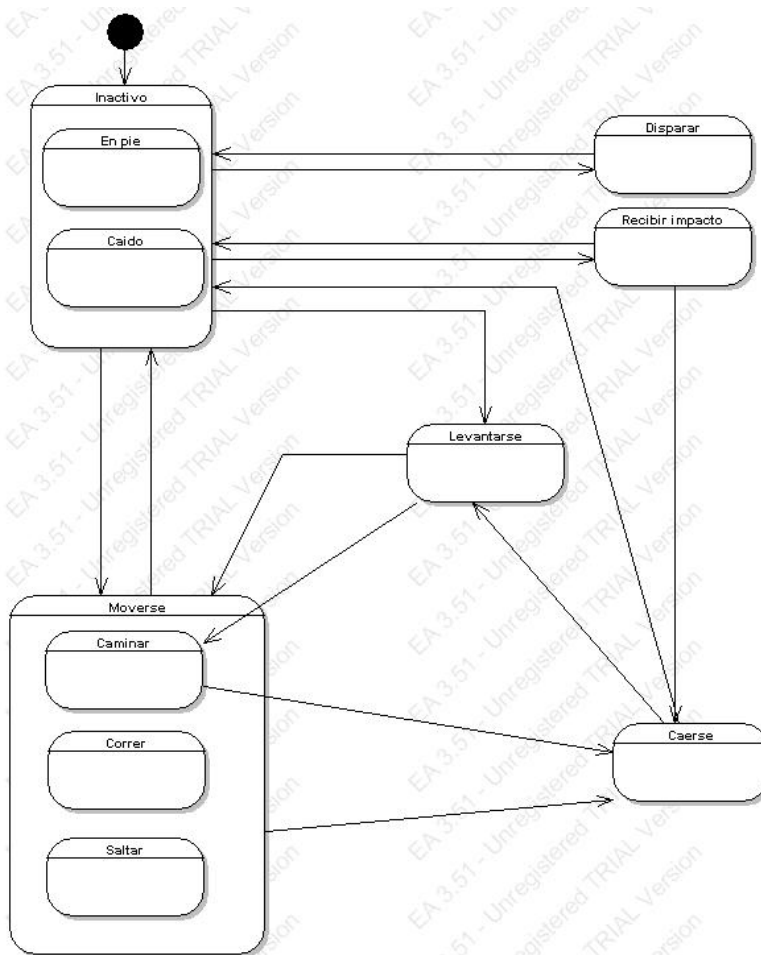 Inactivo
En pie
Disparar
Recibir impacto
Caido
Levantarse
Moverse
Caminar
Caerse
Correr
Saltar
EA 3.51 - Unregistered TRIAL Version